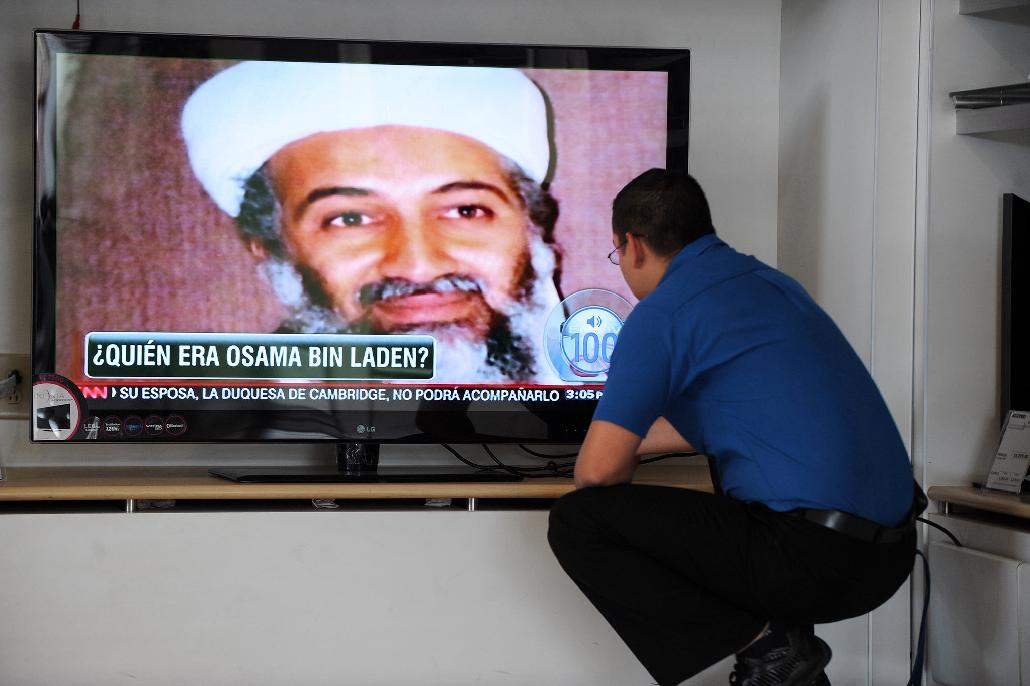 ¿QUIÉN ERA OSAMA BIN LADEN?
100
SU ESPOSA, LA DUQUESA DE CAMBRIDGE, NO PODRÁ ACOMPAÑARLO 3:05
LG